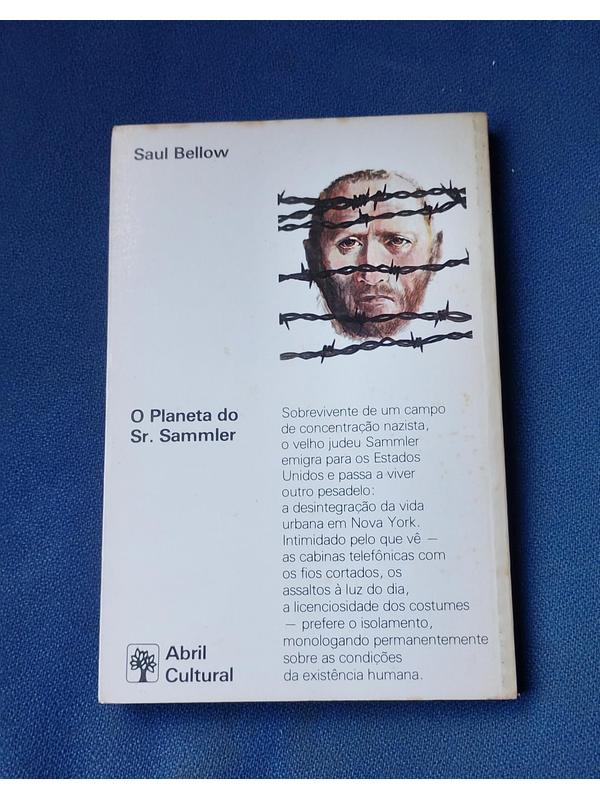 Saul Bellow
O Planeta do
Sr. Sammler
Sobrevivente de um campo
de concentração nazista,
o velho judeu Sammler
emigra para os Estados
Unidos e passa a viver
outro pesadelo:
a desintegração da vida
urbana em Nova York.
Intimidado pelo que vê —
as cabinas telefônicas com
os fios cortados, os
assaltos à luz do dia,
a licenciosidade dos costumes
— prefere o isolamento,
monologando permanentemente
sobre as condições
da existência humana.
Abril
Cultural